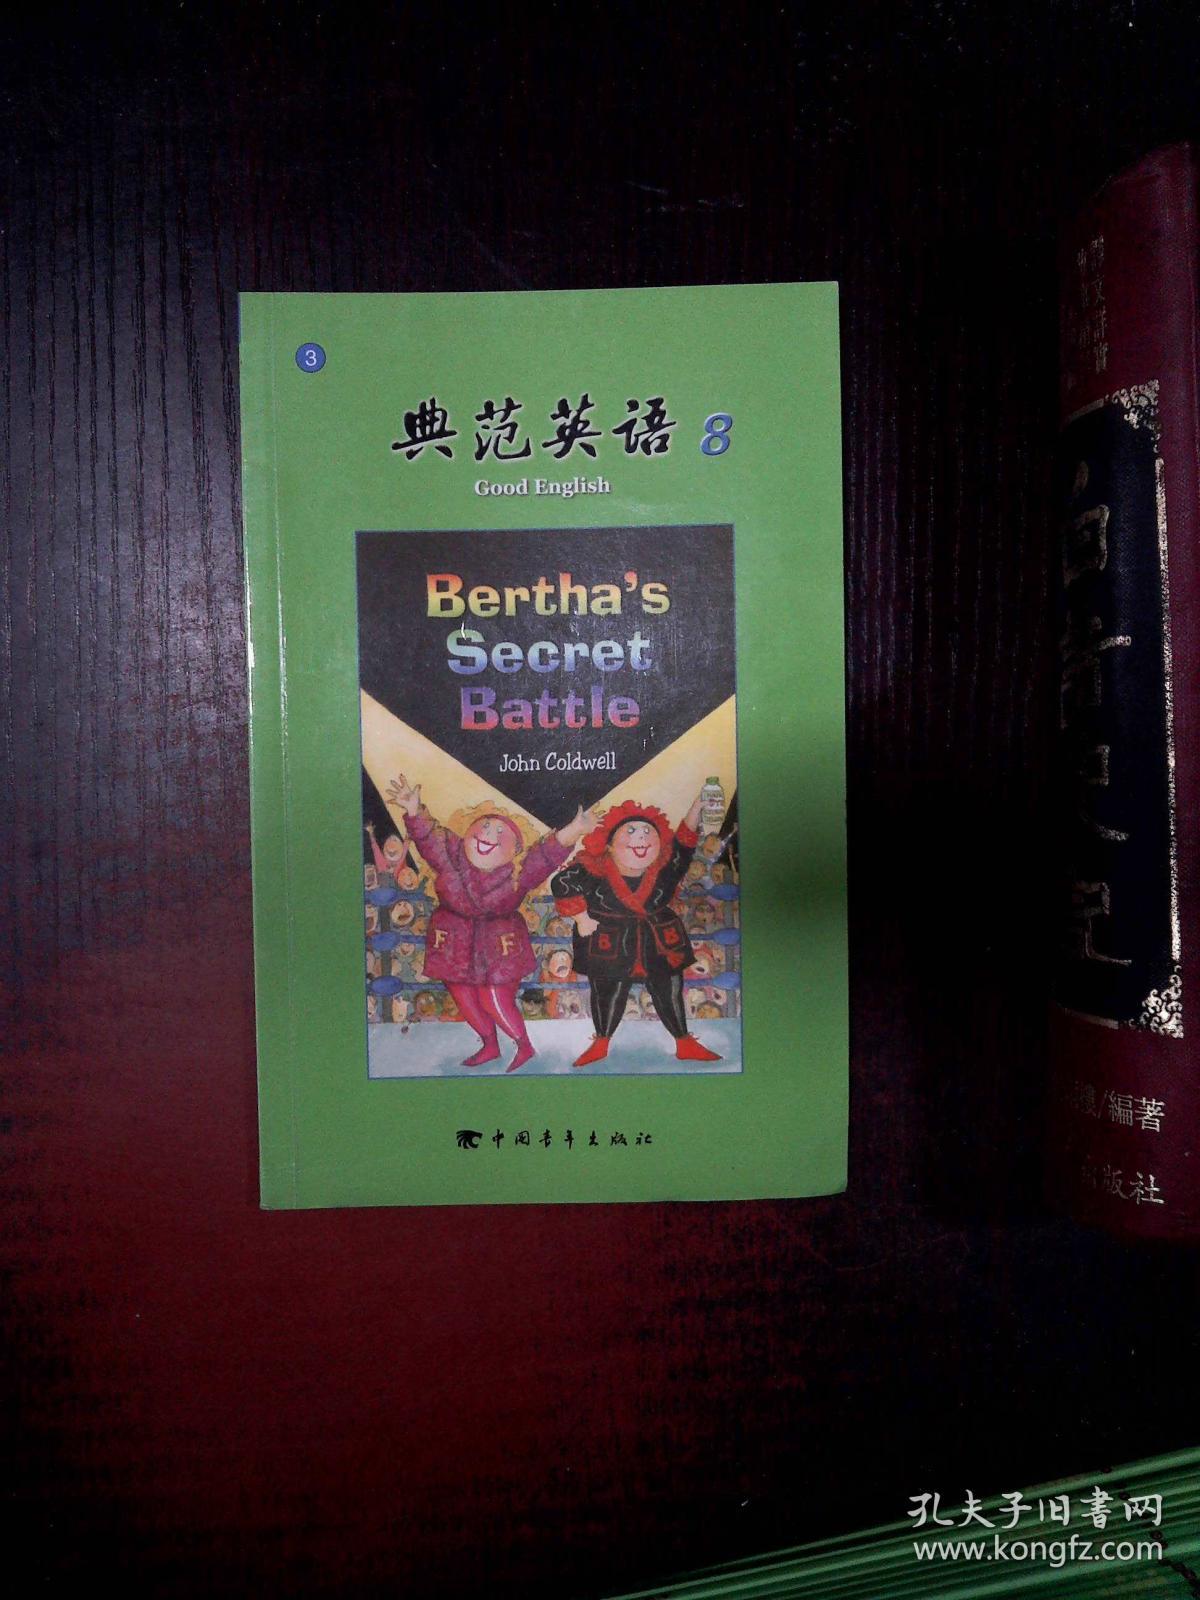 3
典范英语 8
Good English
Bertha's
Secret
Battle
John Coldwell
F F
B B
中国青年出版社
編著
出版社
孔夫子旧书网
www.kongfz.com